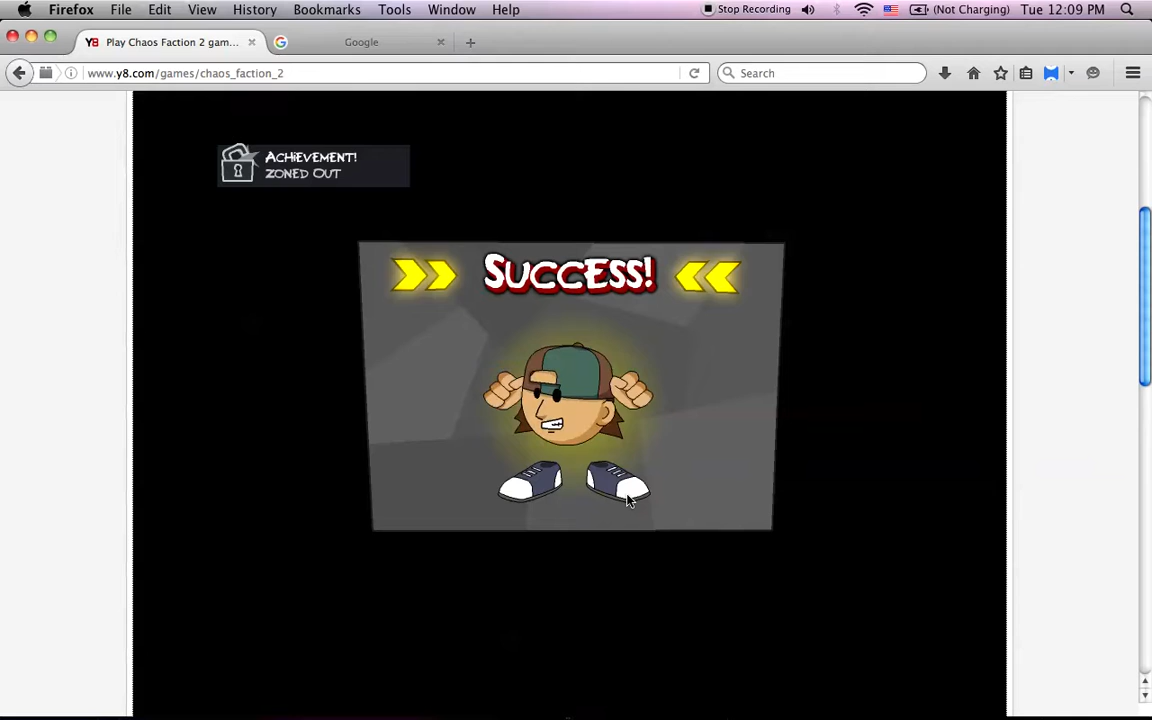 Firefox File Edit View History Bookmarks Tools Window Help Stop Recording (Not Charging) Tue 12:09 PM
Y8 Play Chaos Faction 2 gam... Google
www.y8.com/games/chaos_faction_2 Search
ACHIEVEMENT!
ZONED OUT
SUCCESS!